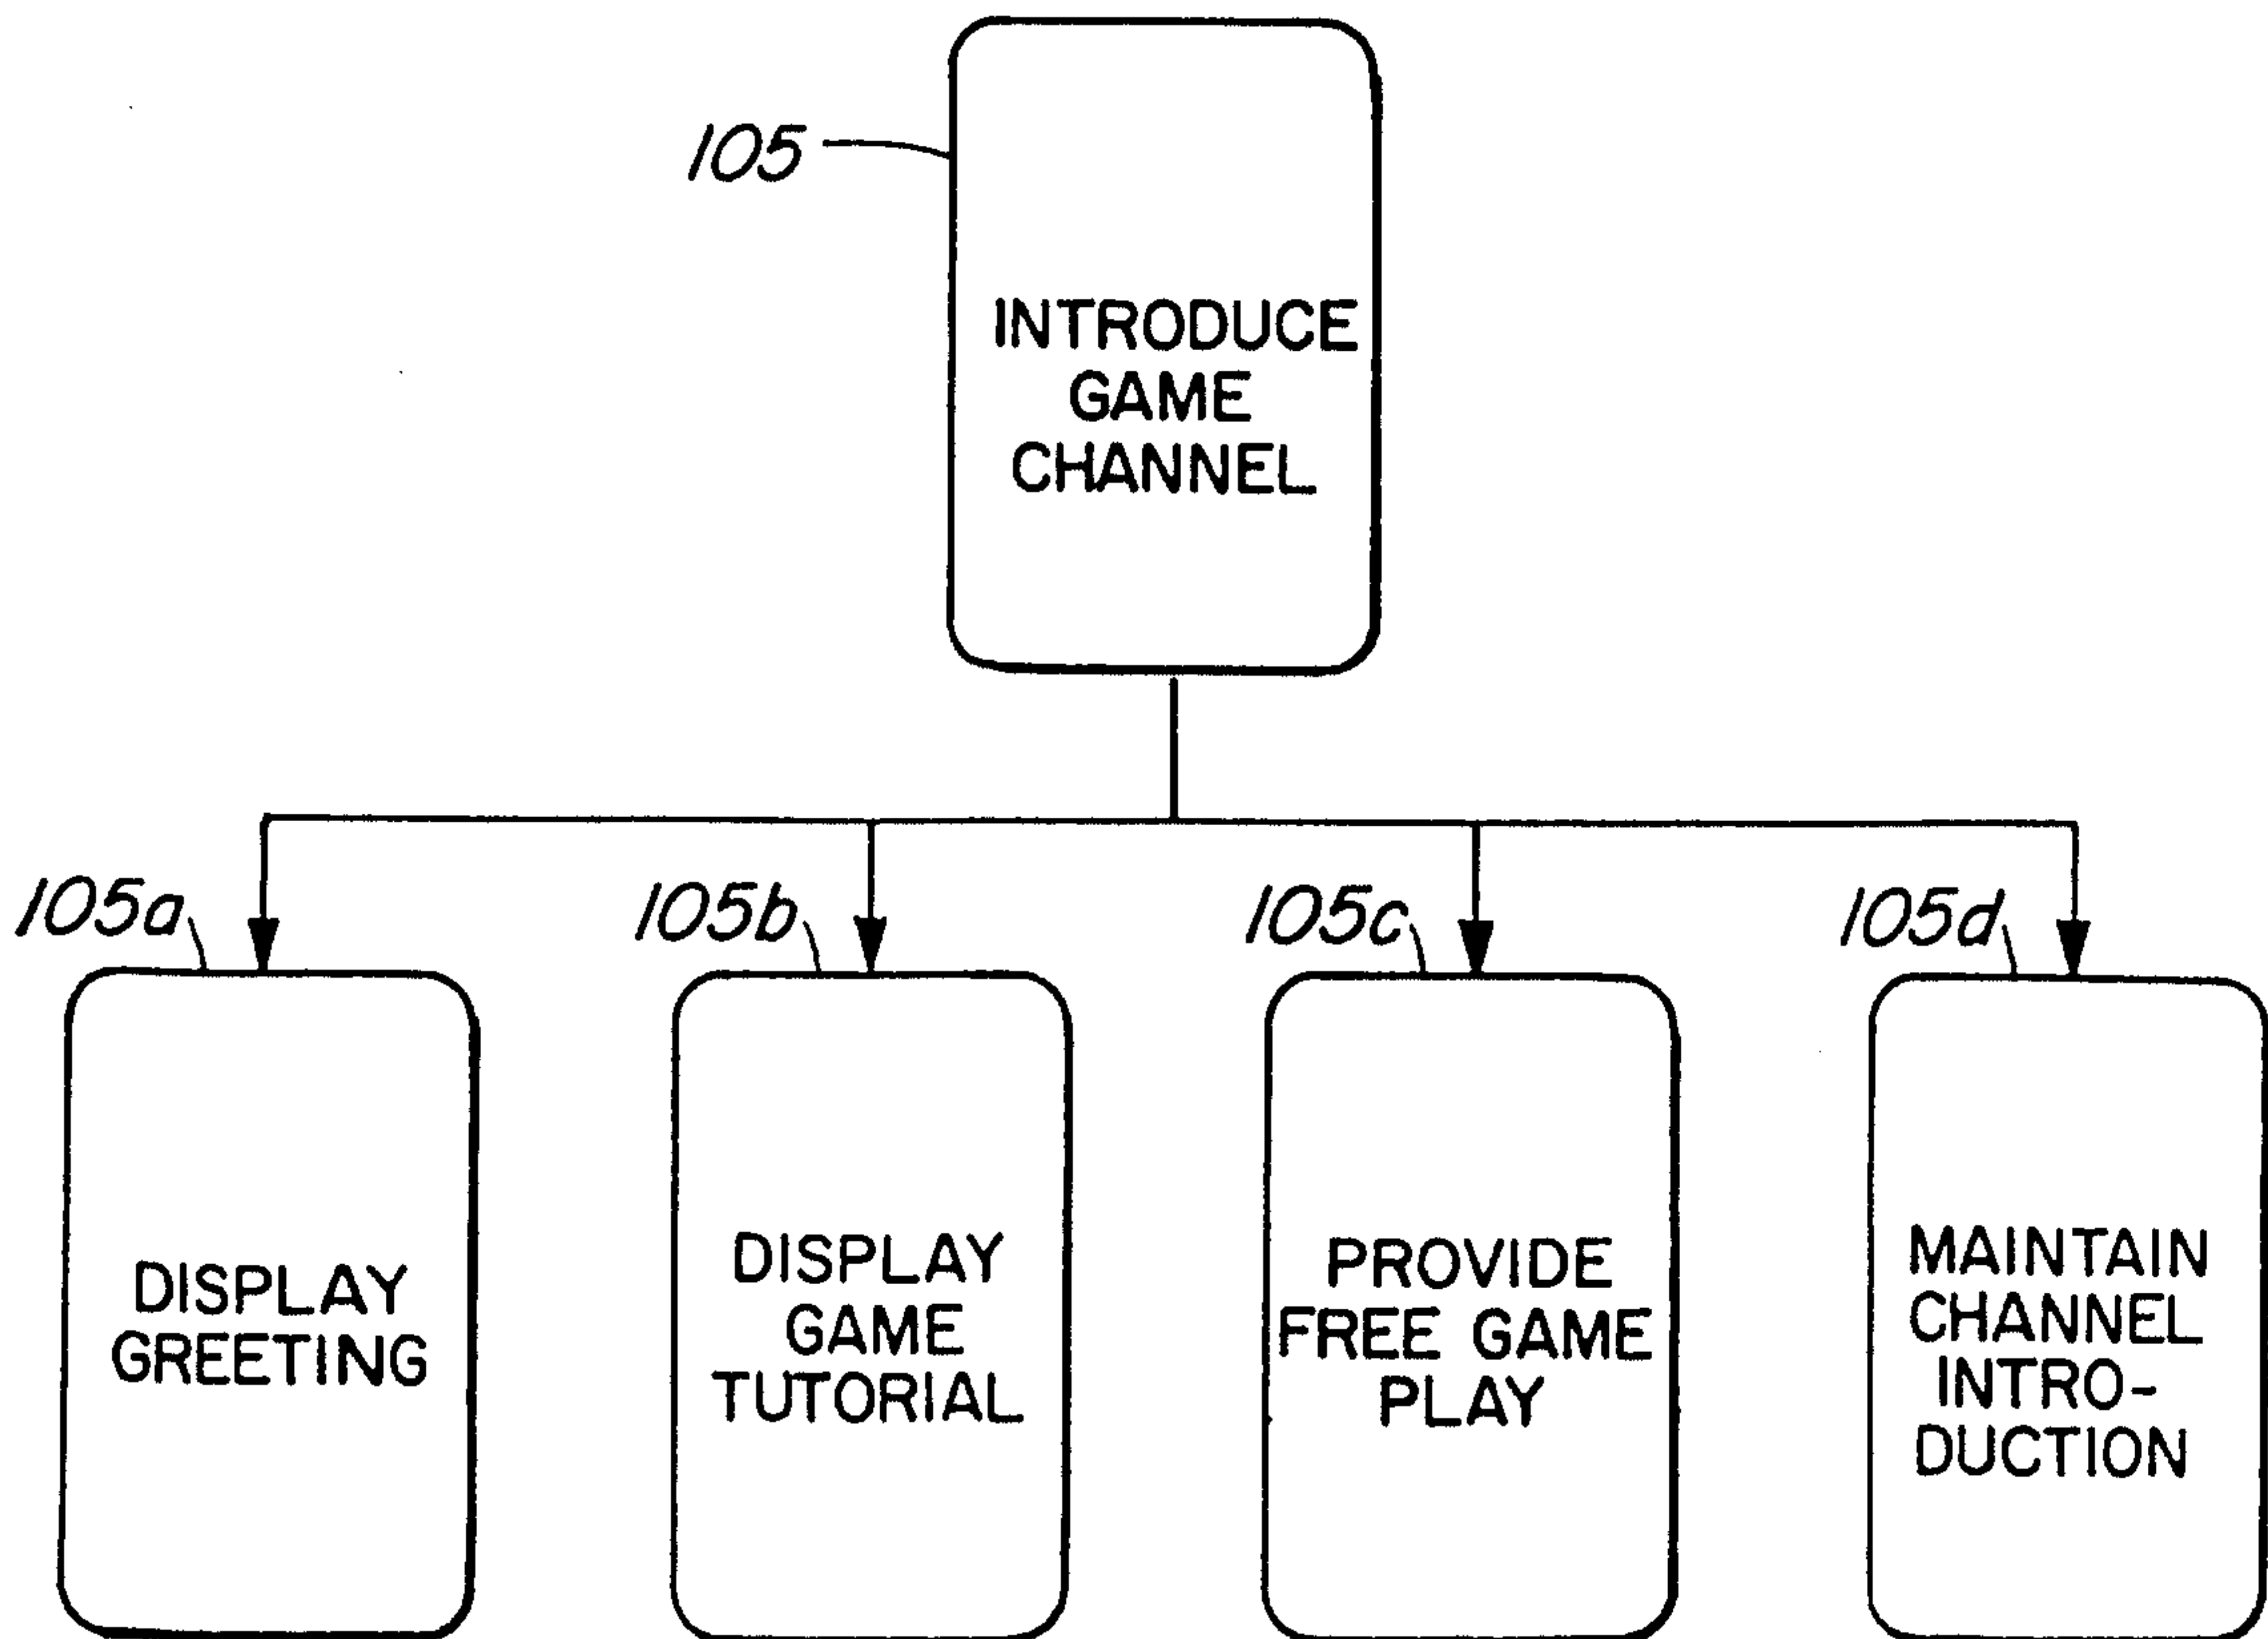 105
INTRODUCE
GAME
CHANNEL
105a
DISPLAY
GREETING
105b
DISPLAY
GAME
TUTORIAL
105c
PROVIDE
FREE GAME
PLAY
105d
MAINTAIN
CHANNEL
INTRO-
DUCTION